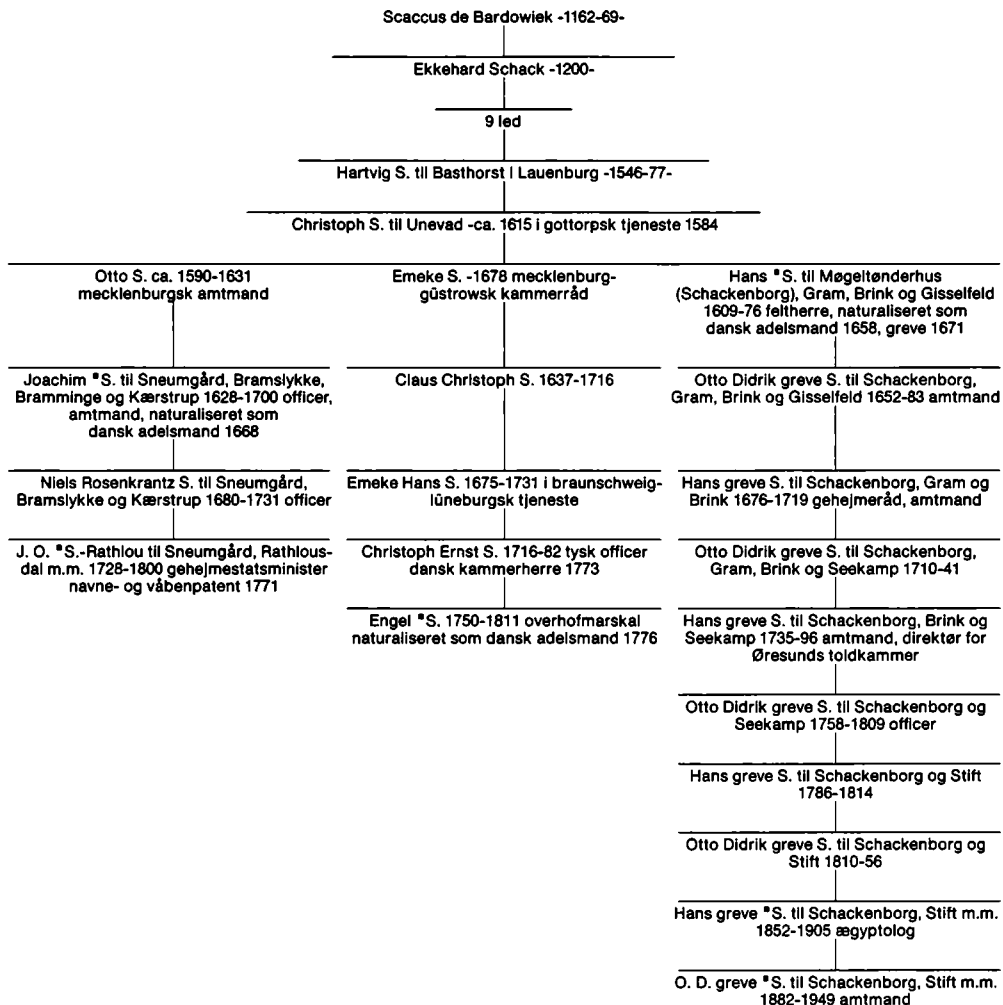 Scaccus de Bardowiek -1162-69-
Ekkehard Schack -1200-
9 led
Hartvig S. til Basthorst i Lauenburg -1546-77-
Christoph S. til Unevad -ca. 1615 i gottorpsk tjeneste 1584
Otto S. ca. 1590-1631
mecklenburgsk amtmand
Joachim *S. til Sneumgård, Bramslykke,
Bramminge og Kærstrup 1628-1700 officer,
amtmand, naturaliseret som
dansk adelsmand 1668
Niels Rosenkrantz S. til Sneumgård,
Bramslykke og Kærstrup 1680-1731 officer
J. O. *S.-Rathlou til Sneumgård, Rathlous-
dal m.m. 1728-1800 gehejmestatsminister
navne- og våbenpatent 1771
Emeke S. -1678 mecklenburg-
güstrowsk kammerråd
Claus Christoph S. 1637-1716
Emeke Hans S. 1675-1731 i braunschweig-
lüneburgsk tjeneste
Christoph Ernst S. 1716-82 tysk officer
dansk kammerherre 1773
Engel *S. 1750-1811 overhofmarskal
naturaliseret som dansk adelsmand 1776
Hans *S. til Møgeltønderhus
(Schackenborg), Gram, Brink og Gisselfeld
1609-76 feltherre, naturaliseret som
dansk adelsmand 1658, greve 1671
Otto Didrik greve S. til Schackenborg,
Gram, Brink og Gisselfeld 1652-83 amtmand
Hans greve S. til Schackenborg, Gram og
Brink 1676-1719 gehejmeråd, amtmand
Otto Didrik greve S. til Schackenborg,
Gram, Brink og Seekamp 1710-41
Hans greve S. til Schackenborg, Brink og
Seekamp 1735-96 amtmand, direktør for
Øresunds toldkammer
Otto Didrik greve S. til Schackenborg og
Seekamp 1758-1809 officer
Hans greve S. til Schackenborg og Stift
1786-1814
Otto Didrik greve S. til Schackenborg og
Stift 1810-56
Hans greve *S. til Schackenborg, Stift m.m.
1852-1905 ægyptolog
O. D. greve *S. til Schackenborg, Stift m.m.
1882-1949 amtmand